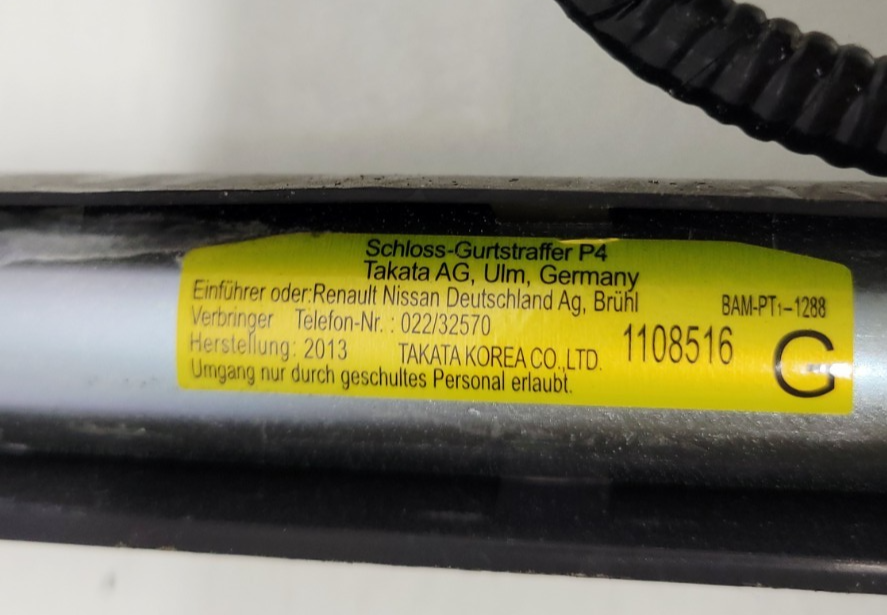 Schloss-Gurtstraffer P4
Takata AG, Ulm, Germany
Einführer oder:Renault Nissan Deutschland Ag, Brühl
BAM-PT1-1288
Verbringer Telefon-Nr. : 022/32570
1108516
Herstellung: 2013 TAKATA KOREA CO.,LTD.
G
Umgang nur durch geschultes Personal erlaubt.